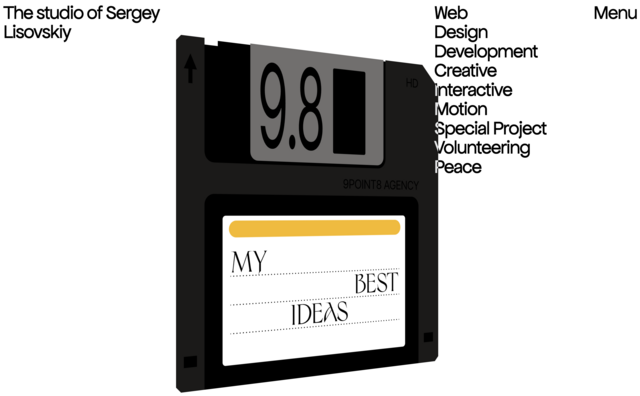 The studio of Sergey
Lisovskiy
Web
Design
Development
Creative
Interactive
Motion
Special Project
Volunteering
Peace
Menu
HD
9.8
9POINT8 AGENCY
MY
BEST
IDEAS